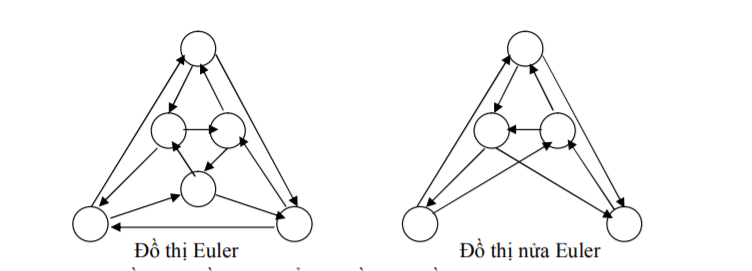 Đồ thị Euler
Đồ thị nửa Euler